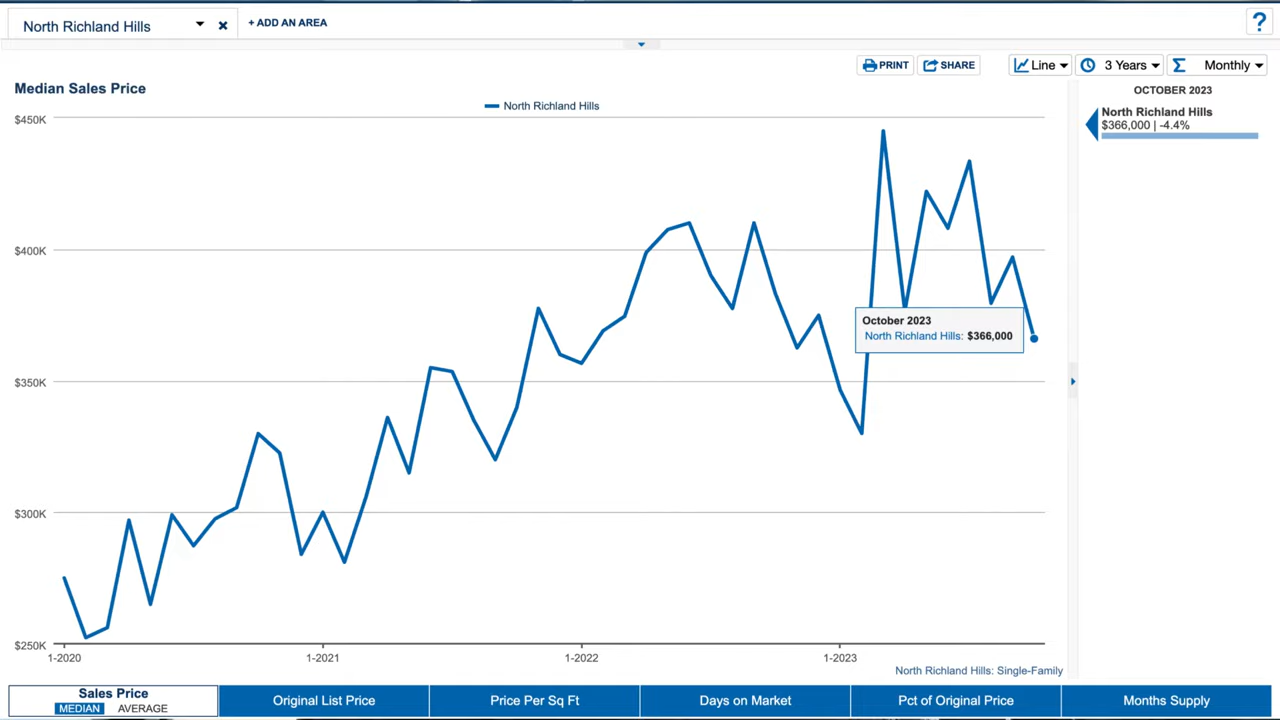 North Richland Hills
+ ADD AN AREA
?
PRINT
SHARE
Line
3 Years
Monthly
Median Sales Price
North Richland Hills
OCTOBER 2023
North Richland Hills
$366,000 | -4.4%
$450K
$400K
$350K
$300K
$250K
October 2023
North Richland Hills: $366,000
1-2020
1-2021
1-2022
1-2023
North Richland Hills: Single-Family
Sales Price
MEDIAN AVERAGE
Original List Price
Price Per Sq Ft
Days on Market
Pct of Original Price
Months Supply